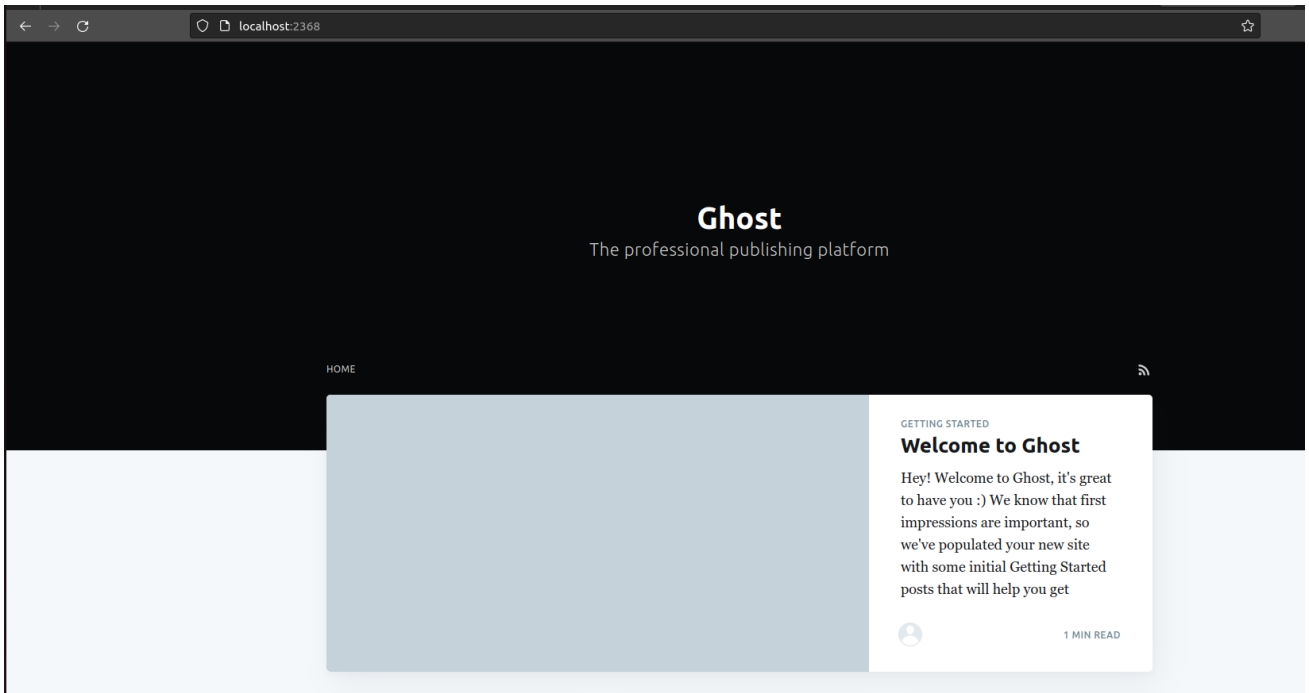 localhost:2368
Ghost
The professional publishing platform
HOME
GETTING STARTED
Welcome to Ghost
Hey! Welcome to Ghost, it's great
to have you :) We know that first
impressions are important, so
we've populated your new site
with some initial Getting Started
posts that will help you get
1 MIN READ